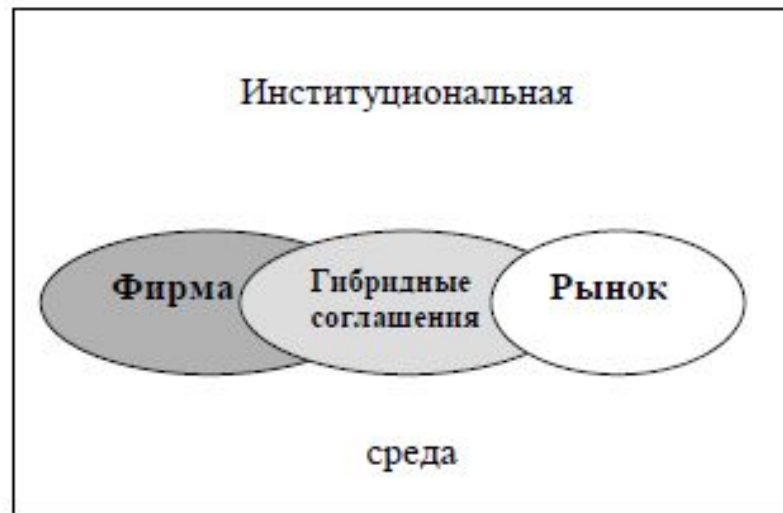 Институциональная
Фирма
Гибридные
соглашения
Рынок
среда